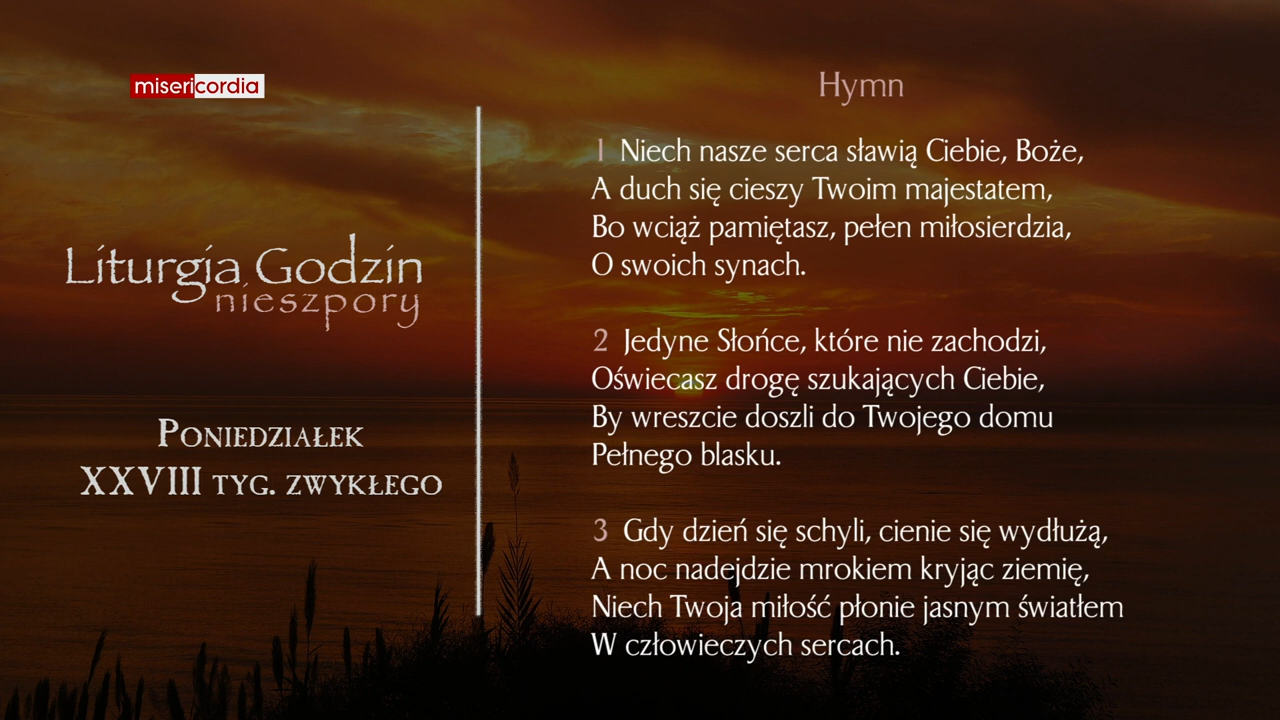 misericordia
Liturgia Godzin
nieszpory
Poniedziałek
XXVIII tyg. zwykłego
Hymn
1 Niech nasze serca sławią Ciebie, Boże,
A duch się cieszy Twoim majestatem,
Bo wciąż pamiętasz, pełen miłosierdzia,
O swoich synach.
2 Jedyne Słońce, które nie zachodzi,
Oświecasz drogę szukających Ciebie,
By wreszcie doszli do Twojego domu
Pełnego blasku.
3 Gdy dzień się schyli, cienie się wydłużą,
A noc nadejdzie mrokiem kryjąc ziemię,
Niech Twoja miłość płonie jasnym światłem
W człowieczych sercach.